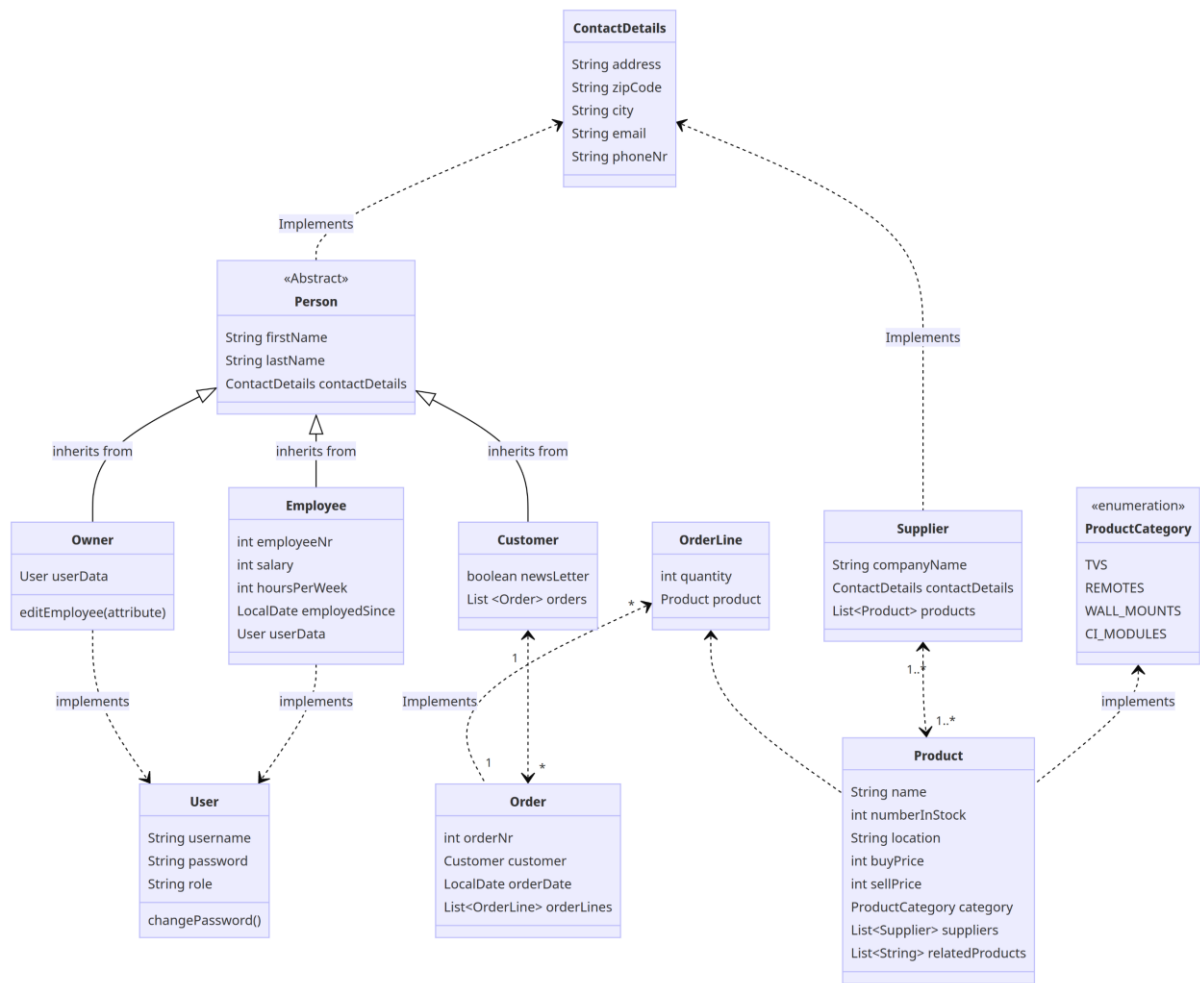 ContactDetails
String address
String zipCode
String city
String email
String phoneNr
Implements
«Abstract»
Person
String firstName
String lastName
ContactDetails contactDetails
Implements
inherits from
inherits from
inherits from
Owner
User userData
editEmployee(attribute)
Employee
int employeeNr
int salary
int hoursPerWeek
LocalDate employedSince
User userData
Customer
boolean newsLetter
List <Order> orders
OrderLine
int quantity
Product product
Supplier
String companyName
ContactDetails contactDetails
List<Product> products
«enumeration»
ProductCategory
TVS
REMOTES
WALL_MOUNTS
CI_MODULES
*
1
1..*
implements
implements
Implements
implements
1..*
1
*
User
String username
String password
String role
changePassword()
Order
int orderNr
Customer customer
LocalDate orderDate
List<OrderLine> orderLines
Product
String name
int numberInStock
String location
int buyPrice
int sellPrice
ProductCategory category
List<Supplier> suppliers
List<String> relatedProducts